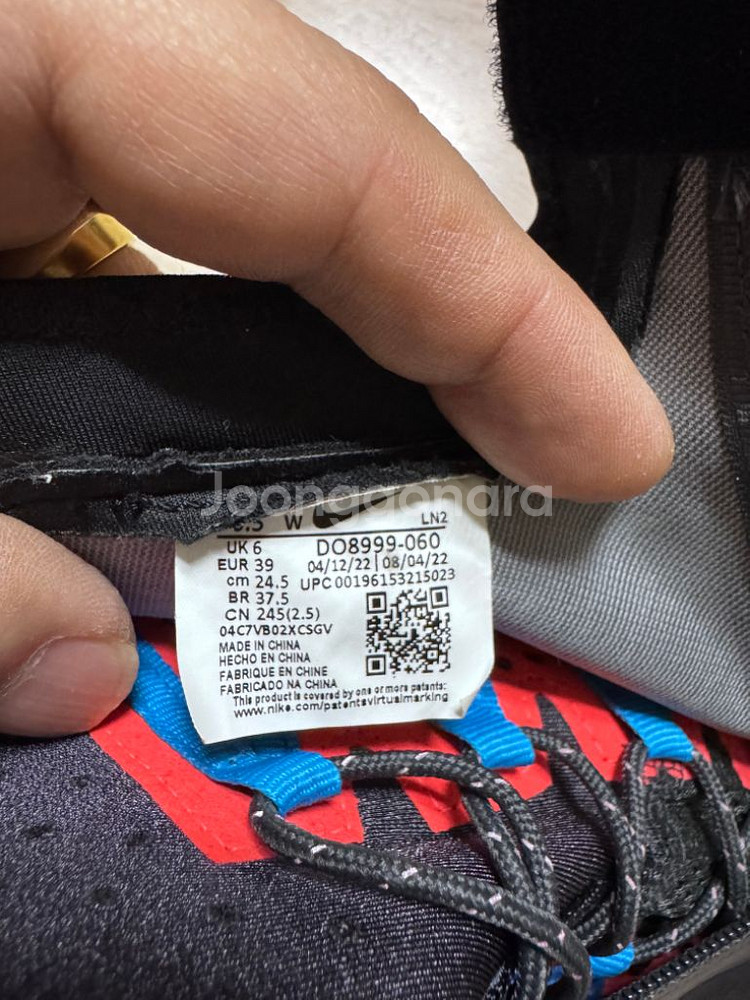 Joonggonara
W LN2
UK 6 DO8999-060
EUR 39 04/12/22 | 08/04/22
cm 24.5 UPC 00196153215023
BR 37.5
CN 245(2.5)
04C7VB02XCSGV
MADE IN CHINA
HECHO EN CHINA
FABRIQUE EN CHINE
FABRICADO NA CHINA
This product is covered by one or more patents:
www.nike.com/patentsvirtualmarking